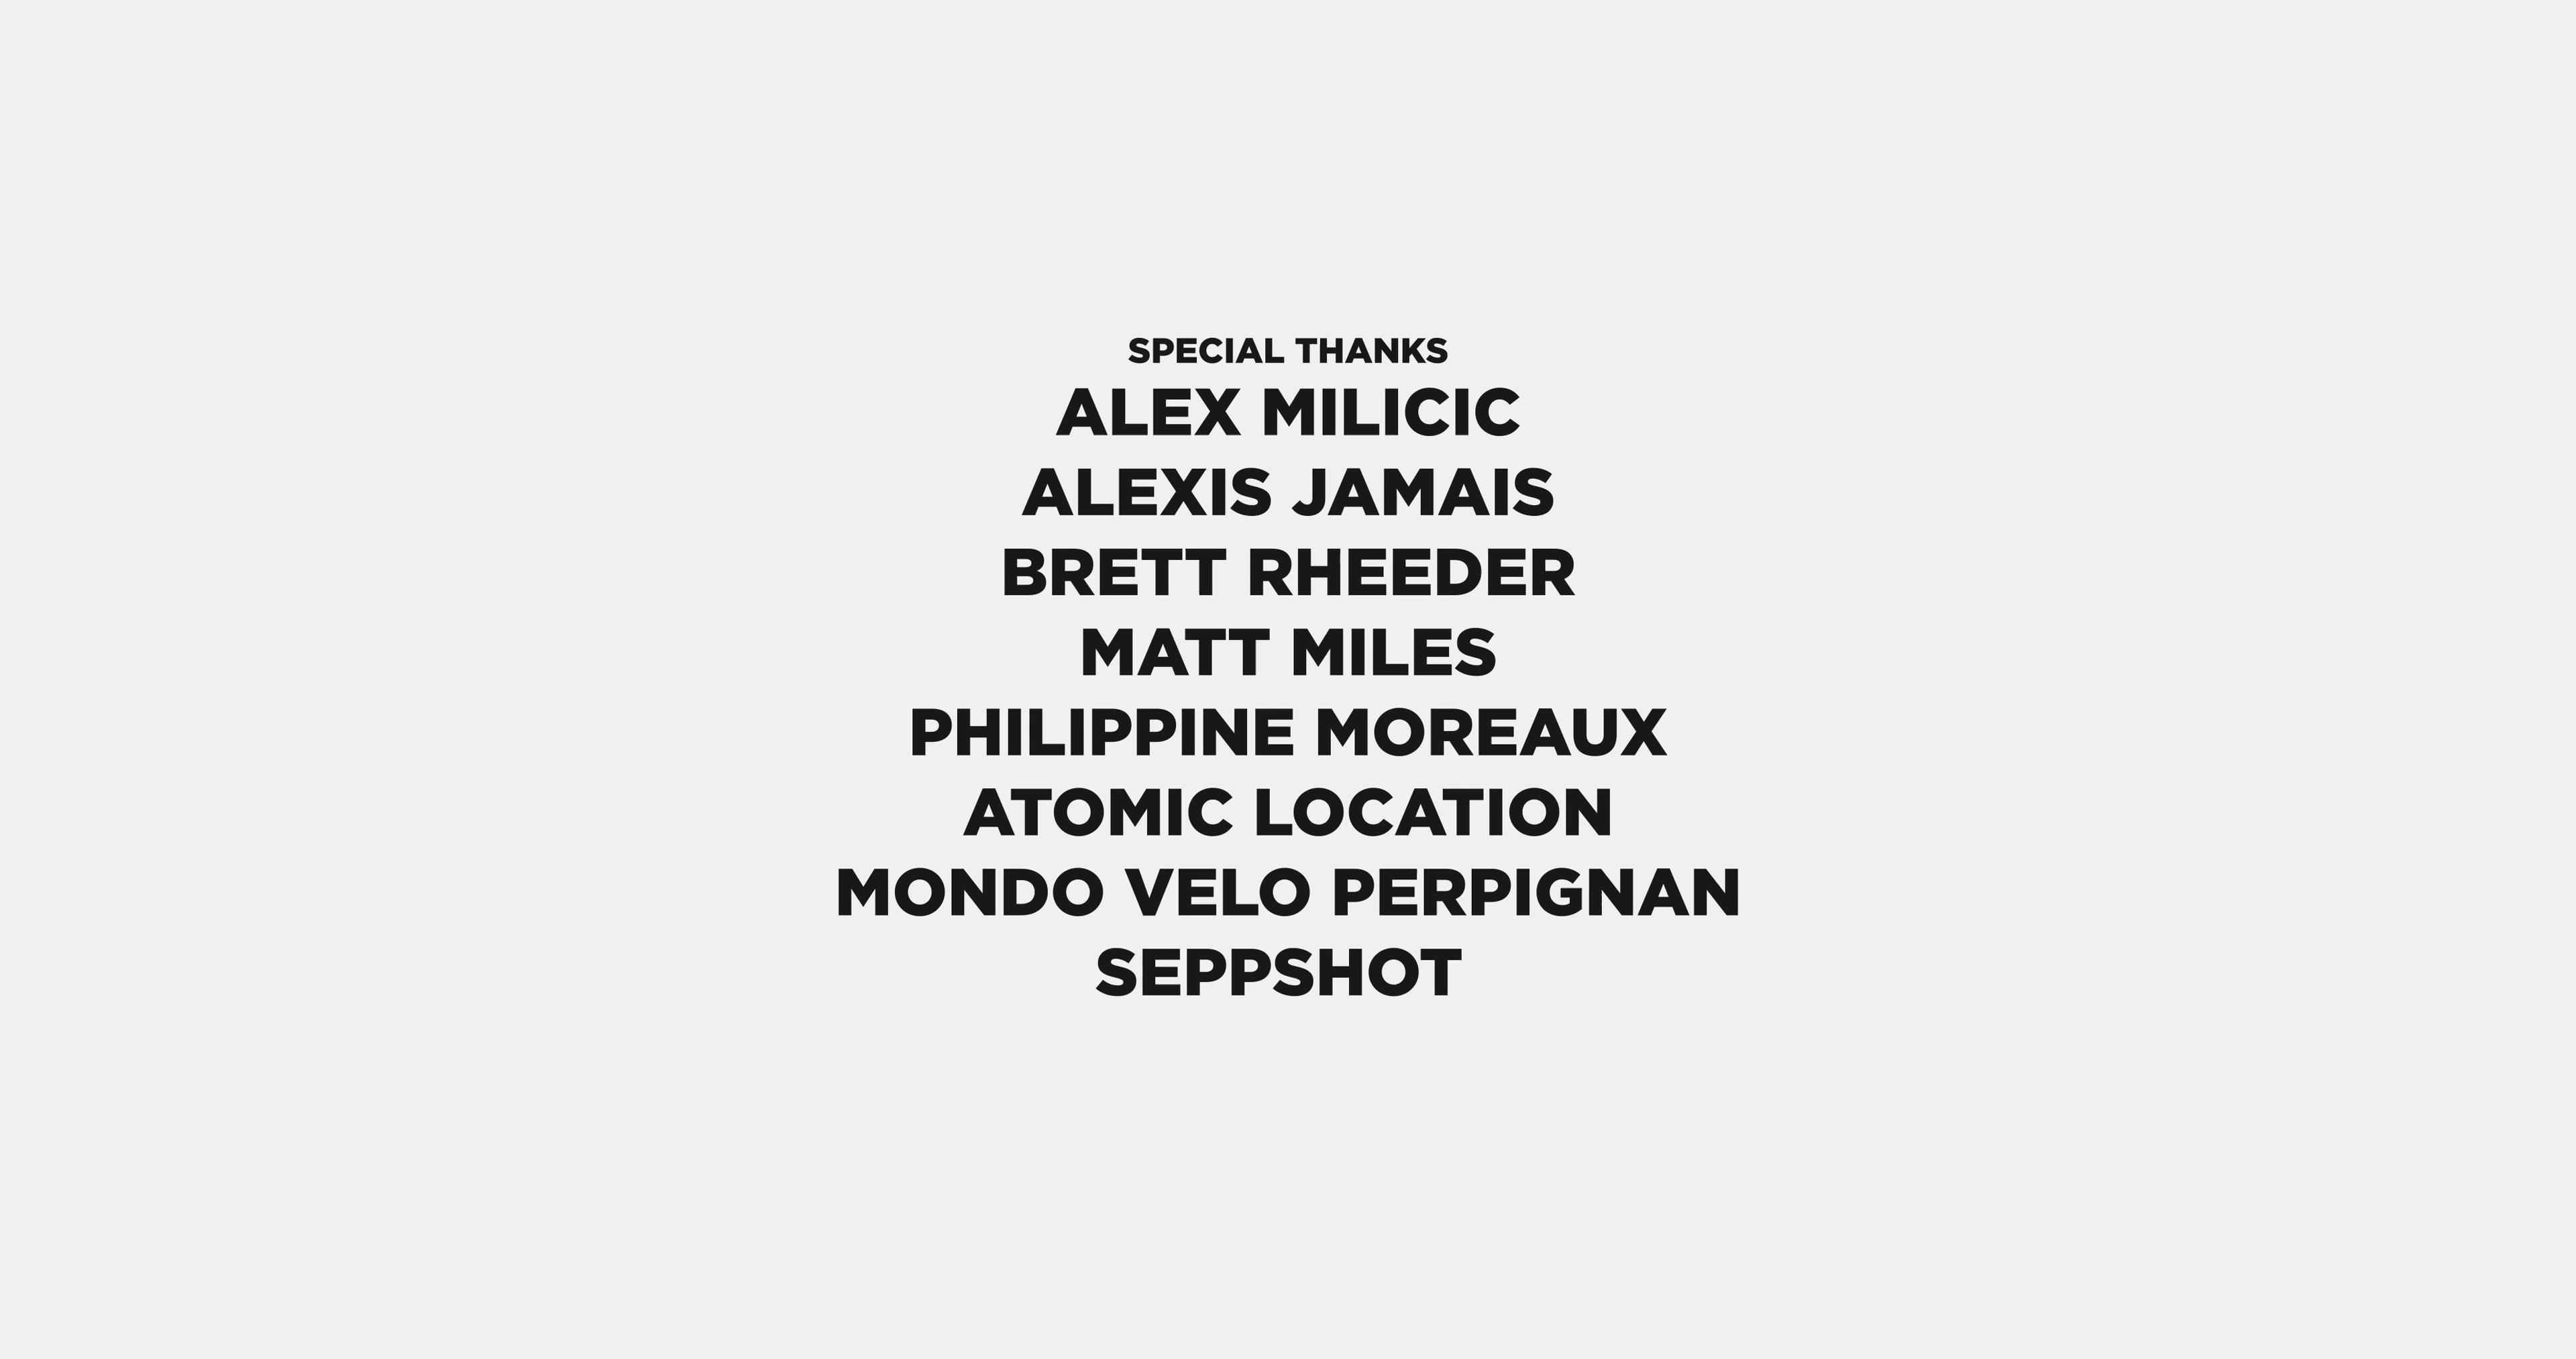 SPECIAL THANKS
ALEX MILICIC
ALEXIS JAMAIS
BRETT RHEEDER
MATT MILES
PHILIPPINE MOREAUX
ATOMIC LOCATION
MONDO VELO PERPIGNAN
SEPPSHOT